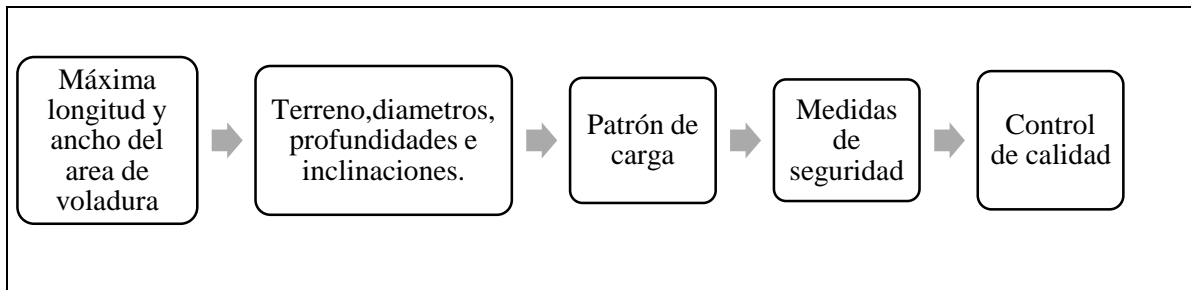 Máxima
longitud y
ancho del
area de
voladura
Terreno,diametros,
profundidades e
inclinaciones.
Patrón de
carga
Medidas
de
seguridad
Control
de calidad